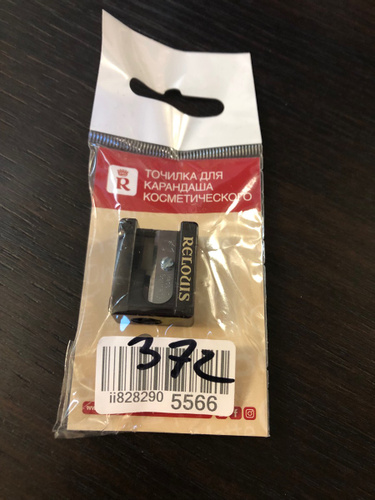 R
ТОЧИЛКА ДЛЯ
КАРАНДАША
КОСМЕТИЧЕСКОГО
RELOUIS
372
ii828290 5566